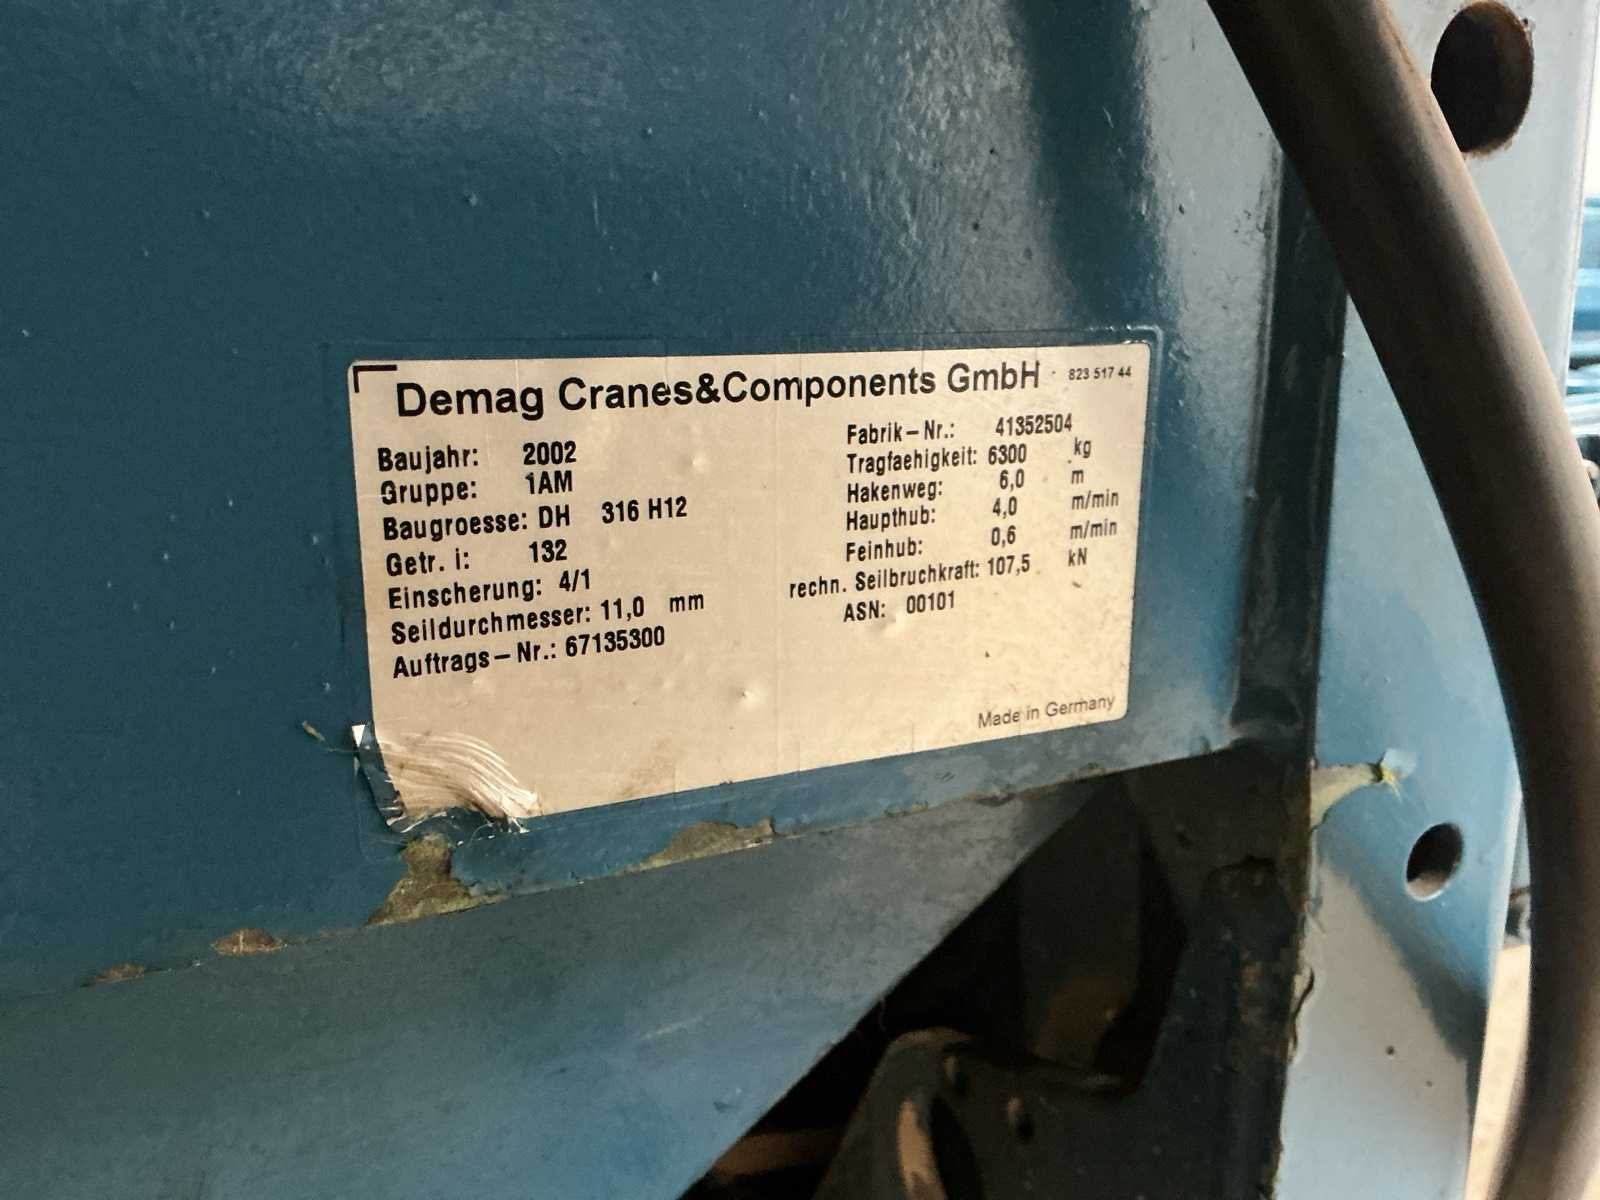 Demag Cranes&Components GmbH 823 517 44
Baujahr: 2002
Gruppe: 1AM
Baugroesse: DH 316 H12
Getr. i: 132
Einscherung: 4/1
Seildurchmesser: 11,0 mm
Auftrags-Nr.: 67135300
Fabrik-Nr.: 41352504
Tragfaehigkeit: 6300 kg
Hakenweg: 6,0 m
Haupthub: 4,0 m/min
Feinhub: 0,6 m/min
rechn. Seilbruchkraft: 107,5 kN
ASN: 00101
Made in Germany